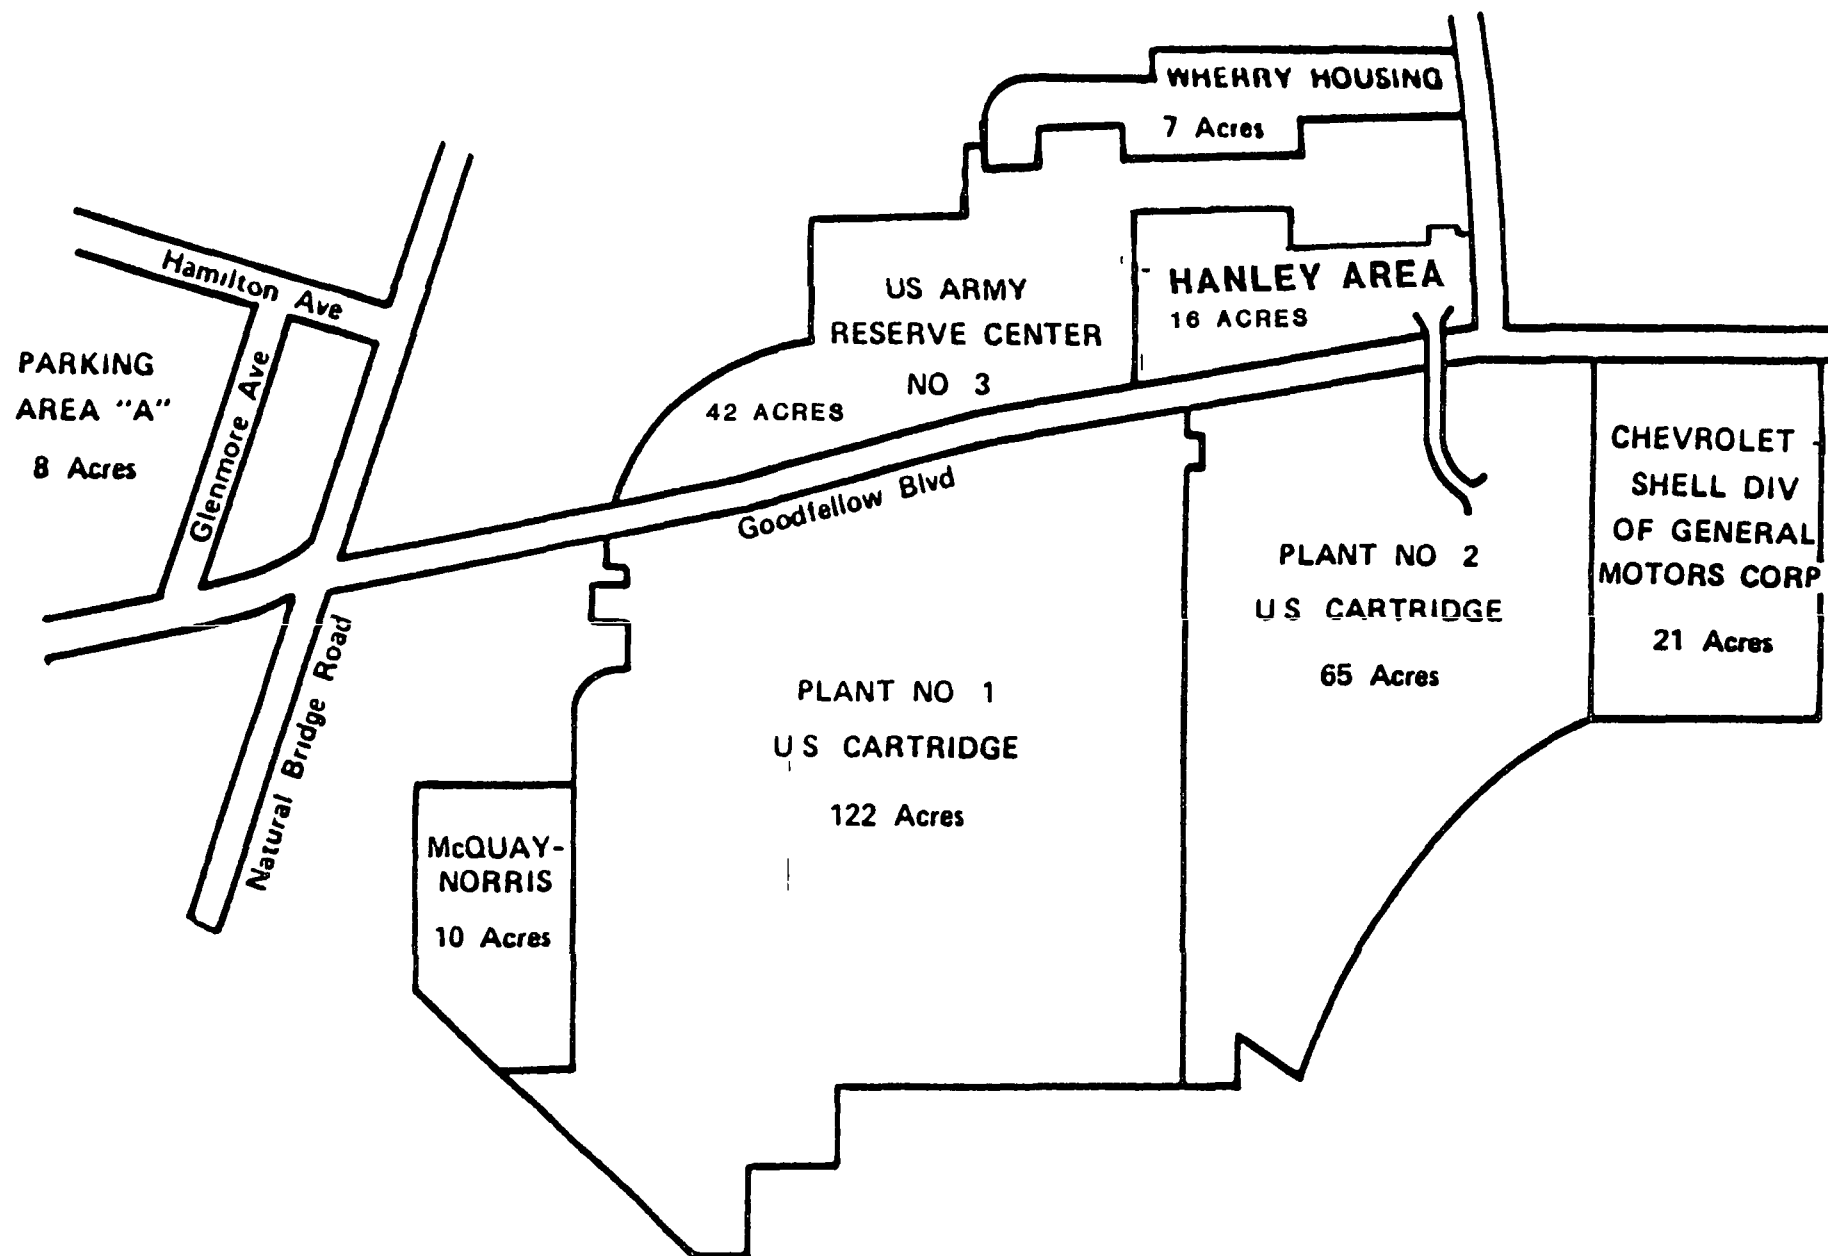 WHERRY HOUSING
7 Acres
Hamilton Ave
PARKING
AREA "A"
8 Acres
Glenmore Ave
US ARMY
RESERVE CENTER
NO 3
42 ACRES
HANLEY AREA
16 ACRES
Goodfellow Blvd
CHEVROLET
SHELL DIV
OF GENERAL
MOTORS CORP
21 Acres
PLANT NO 2
U S CARTRIDGE
65 Acres
Natural Bridge Road
PLANT NO 1
U S CARTRIDGE
122 Acres
McQUAY-
NORRIS
10 Acres